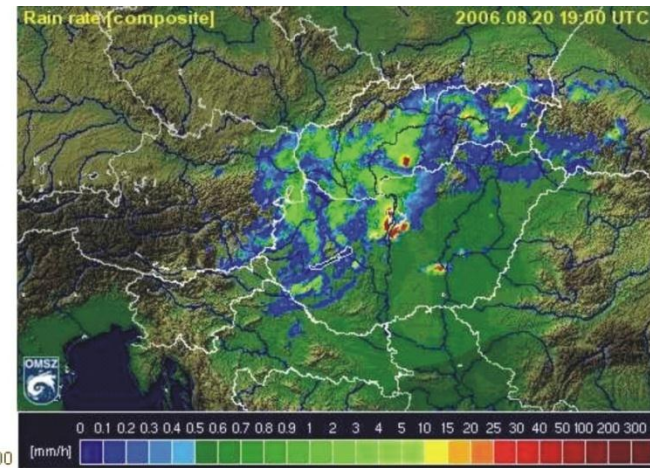 Rain rate [composite] 2006.08.20 19:00 UTC
OMSZ
0 0.1 0.2 0.3 0.4 0.5 0.6 0.7 0.8 0.9 1 2 3 4 5 10 15 20 25 30 40 50 100 200 300
[mm/h]
00